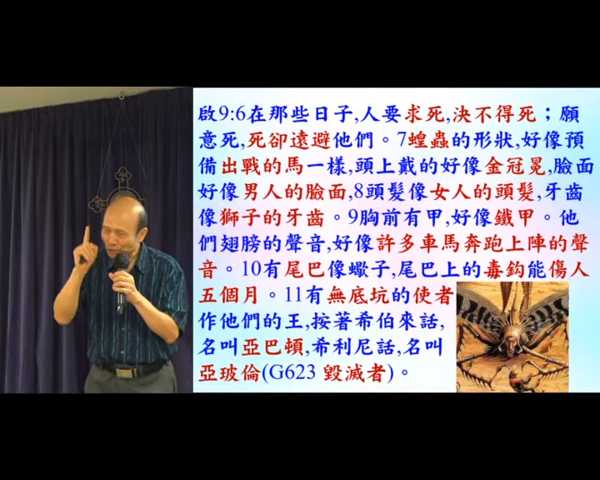 啟9:6在那些日子,人要求死,決不得死；願
意死,死卻遠避他們。7蝗蟲的形狀,好像預
備出戰的馬一樣,頭上戴的好像金冠冕,臉面
好像男人的臉面,8頭髮像女人的頭髮,牙齒
像獅子的牙齒。9胸前有甲,好像鐵甲。他
們翅膀的聲音,好像許多車馬奔跑上陣的聲
音。10有尾巴像蠍子,尾巴上的毒鈎能傷人
五個月。11有無底坑的使者
作他們的王,按著希伯來話,
名叫亞巴頓,希利尼話,名叫
亞玻倫(G623 毀滅者)。